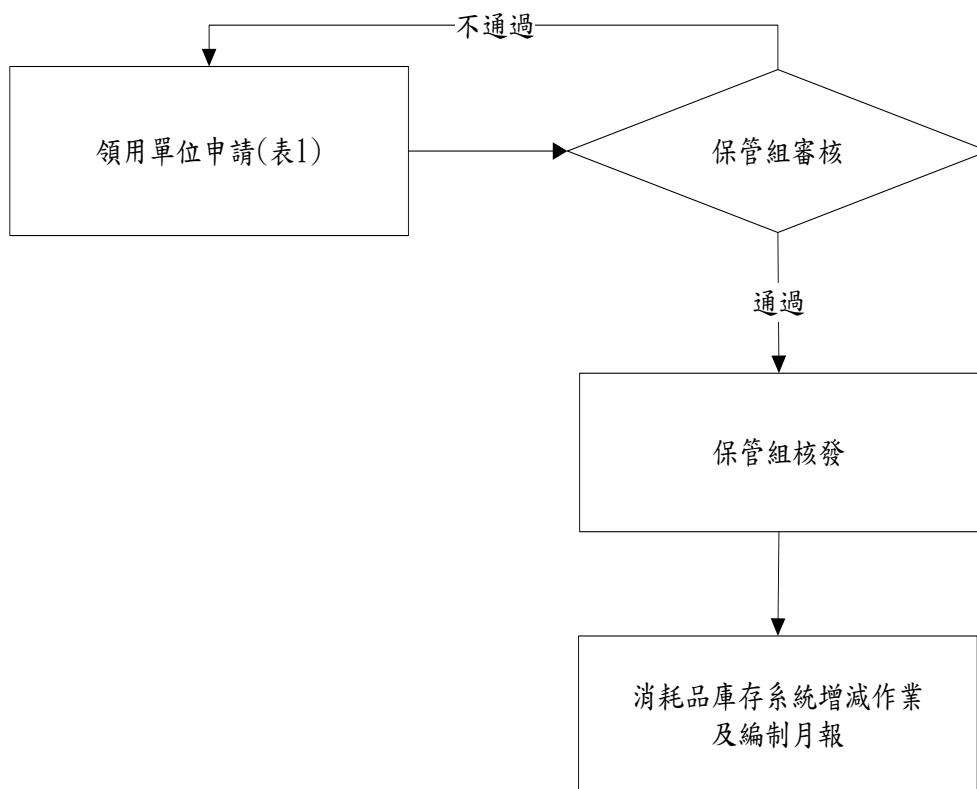 不通過
領用單位申請(表1)
保管組審核
通過
保管組核發
消耗品庫存系統增減作業
及編制月報